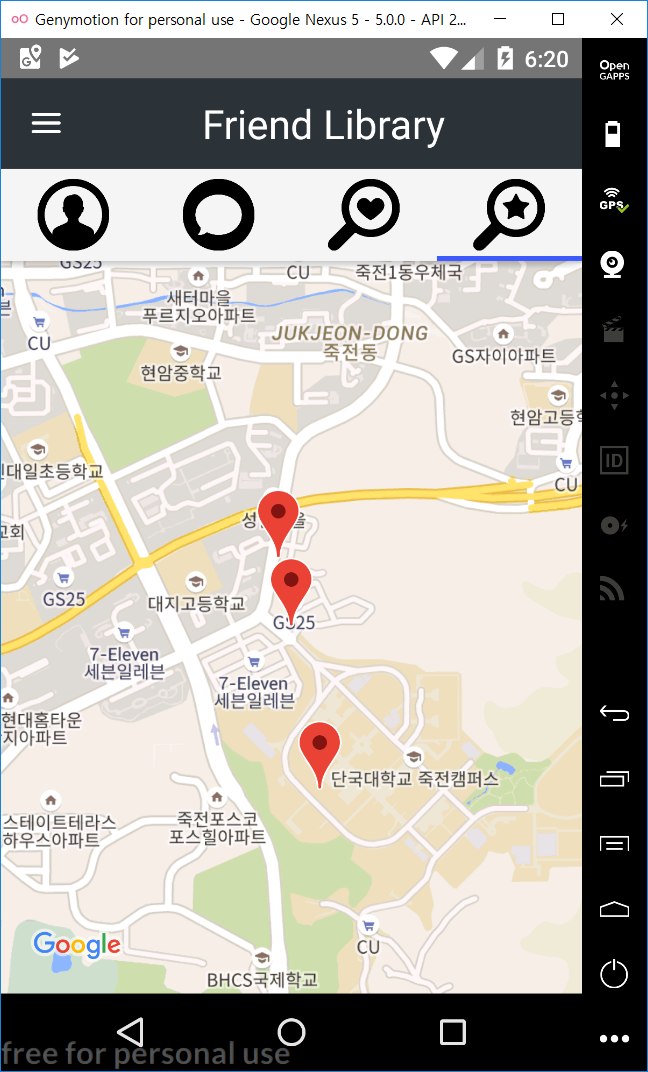 Genymotion for personal use - Google Nexus 5 - 5.0.0 - API 2...
6:20
Open
GAPPS
Friend Library
GPS
GS25
CU
죽전1동우체국
새터마을
푸르지오아파트
CU
JUKJEON-DONG
죽전동
GS자이아파트
현암중학교
현암고등학
대일초등학교
CU
ID
교회
GS25
대지고등학교
GS25
7-Eleven
세븐일레븐
7-Eleven
세븐일레븐
현대홈타운
지아파트
단국대학교 죽전캠퍼스
스테이트테라스
하우스아파트
죽전포스코
포스힐아파트
Google
CU
BHCS국제학교
free for personal use